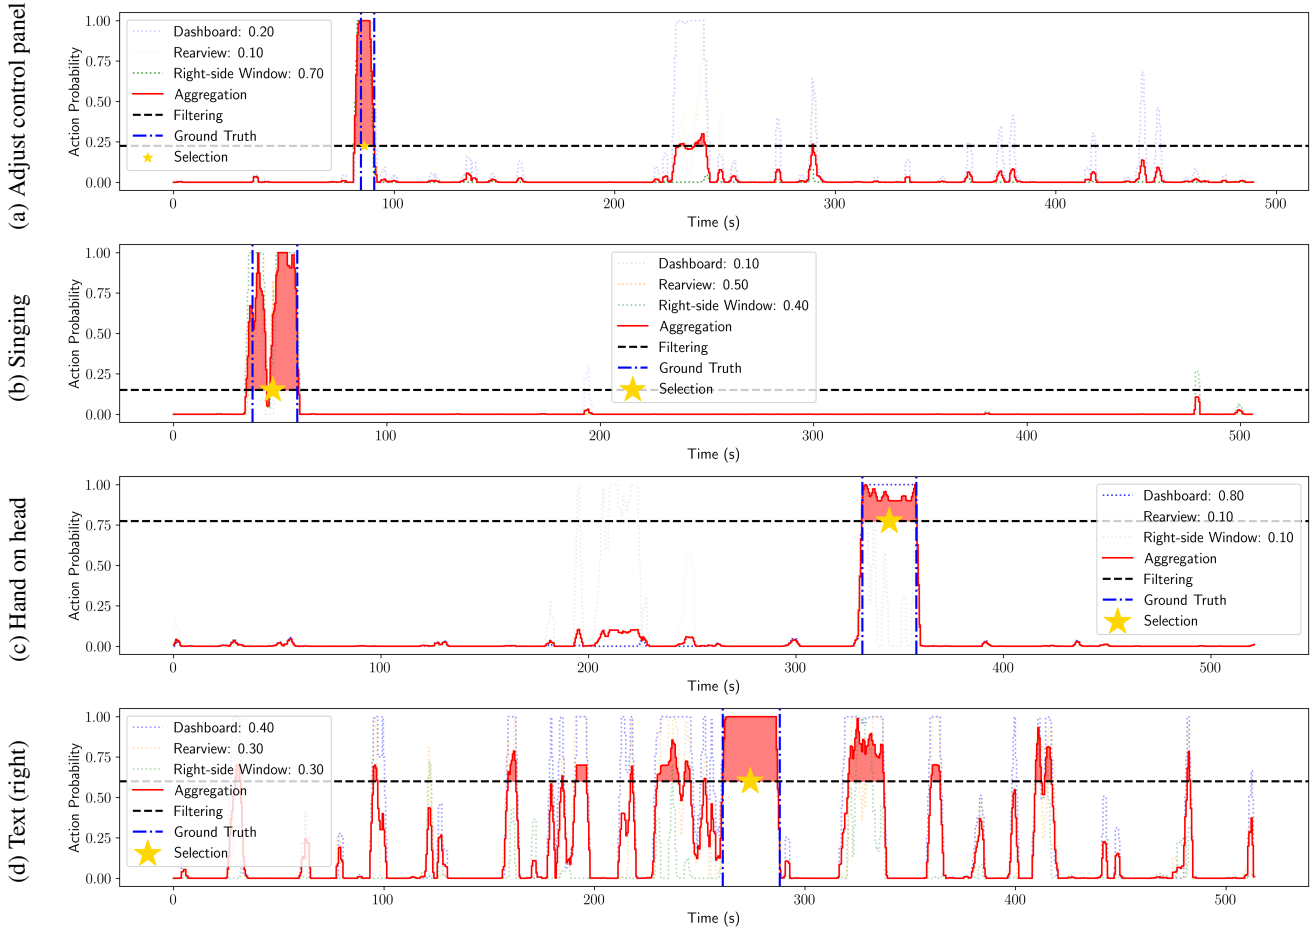 (a) Adjust control panel
Action Probability
1.00
0.75
0.50
0.25
0.00
Dashboard: 0.20
Rearview: 0.10
Right-side Window: 0.70
Aggregation
Filtering
Ground Truth
Selection
0 100 200 300 400 500
Time (s)
(b) Singing
Action Probability
1.00
0.75
0.50
0.25
0.00
Dashboard: 0.10
Rearview: 0.50
Right-side Window: 0.40
Aggregation
Filtering
Ground Truth
Selection
0 100 200 300 400 500
Time (s)
(c) Hand on head
Action Probability
1.00
0.75
0.50
0.25
0.00
Dashboard: 0.80
Rearview: 0.10
Right-side Window: 0.10
Aggregation
Filtering
Ground Truth
Selection
0 100 200 300 400 500
Time (s)
(d) Text (right)
Action Probability
1.00
0.75
0.50
0.25
0.00
Dashboard: 0.40
Rearview: 0.30
Right-side Window: 0.30
Aggregation
Filtering
Ground Truth
Selection
0 100 200 300 400 500
Time (s)